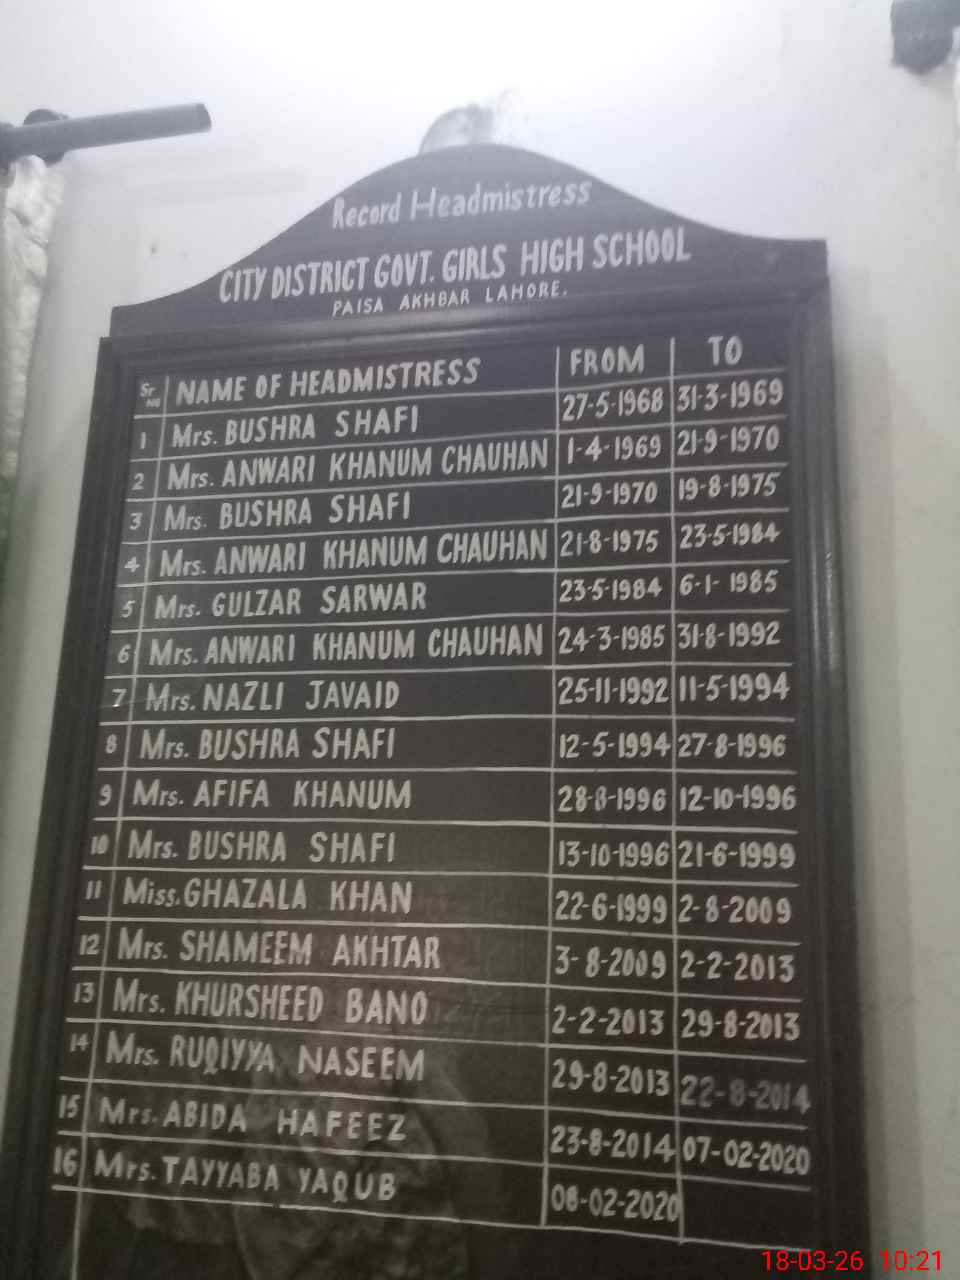 Record Headmistress
CITY DISTRICT GOVT. GIRLS HIGH SCHOOL
PAISA AKHBAR LAHORE.
Sr No NAME OF HEADMISTRESS FROM TO
1 Mrs. BUSHRA SHAFI 27-5-1968 31-3-1969
2 Mrs. ANWARI KHANUM CHAUHAN 1-4-1969 21-9-1970
3 Mrs. BUSHRA SHAFI 21-9-1970 19-8-1975
4 Mrs. ANWARI KHANUM CHAUHAN 21-8-1975 23-5-1984
5 Mrs. GULZAR SARWAR 23-5-1984 6-1-1985
6 Mrs. ANWARI KHANUM CHAUHAN 24-3-1985 31-8-1992
7 Mrs. NAZLI JAVAID 25-11-1992 11-5-1994
8 Mrs. BUSHRA SHAFI 12-5-1994 27-8-1996
9 Mrs. AFIFA KHANUM 28-8-1996 12-10-1996
10 Mrs. BUSHRA SHAFI 13-10-1996 21-6-1999
11 Miss. GHAZALA KHAN 22-6-1999 2-8-2009
12 Mrs. SHAMEEM AKHTAR 3-8-2009 2-2-2013
13 Mrs. KHURSHEED BANO 2-2-2013 29-8-2013
14 Mrs. RUQIYYA NASEEM 29-8-2013 22-8-2014
15 Mrs. ABIDA HAFEEZ 23-8-2014 07-02-2020
16 Mrs. TAYYABA YAQUB 08-02-2020
18-03-26 10:21